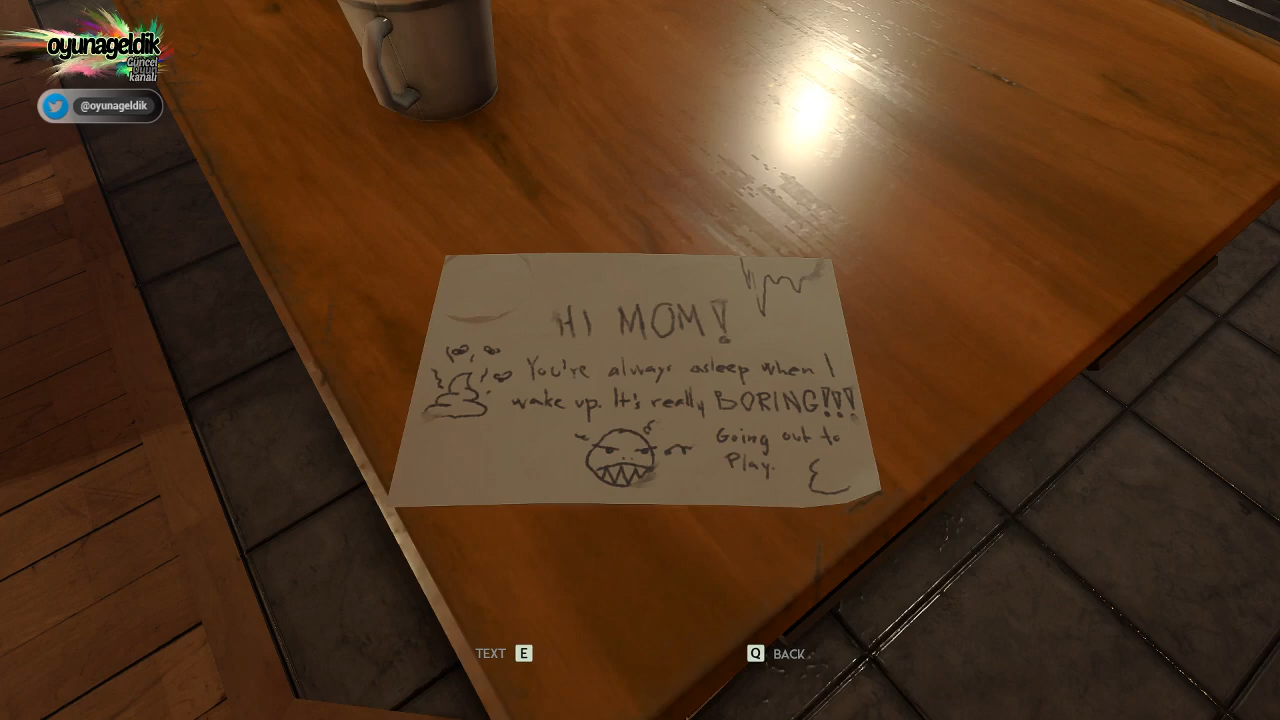 oyunageldik
Güncel
Oyun
kanalı
@oyunageldik
HI MOM!
You're always asleep when I
wake up. It's really BORING!!!
Going out to
Play.
TEXT E
Q BACK